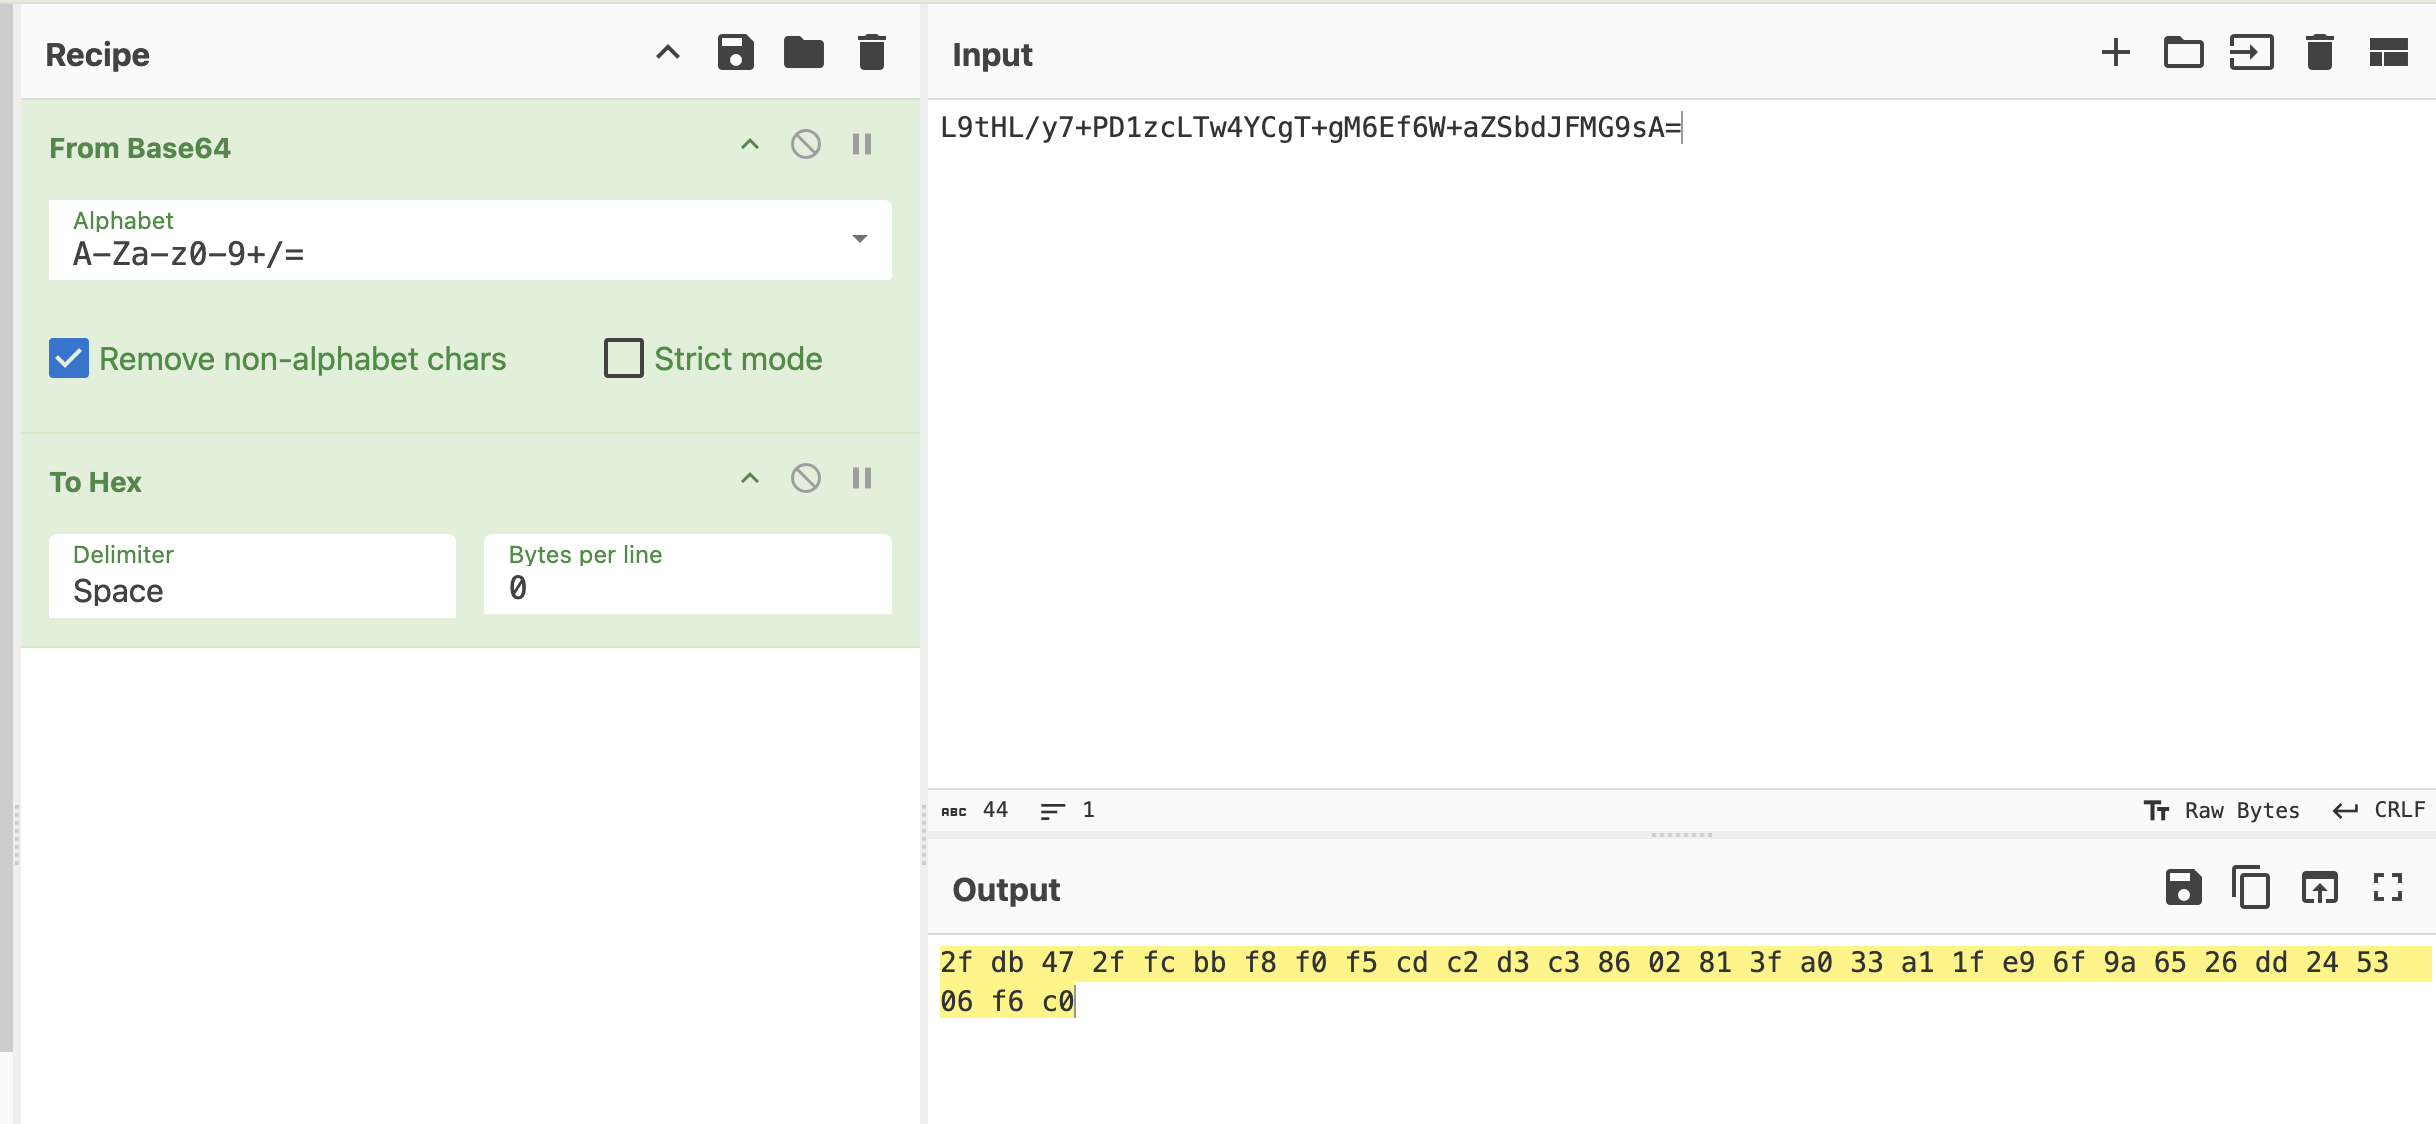 Recipe
From Base64
Alphabet
A-Za-z0-9+/=
Remove non-alphabet chars
Strict mode
To Hex
Delimiter
Space
Bytes per line
0
Input
L9tHL/y7+PD1zcLTw4YCgT+gM6Ef6W+aZSbdJFMG9sA=
ABC 44 1
Tт Raw Bytes CRLF
Output
2f db 47 2f fc bb f8 f0 f5 cd c2 d3 c3 86 02 81 3f a0 33 a1 1f e9 6f 9a 65 26 dd 24 53
06 f6 c0